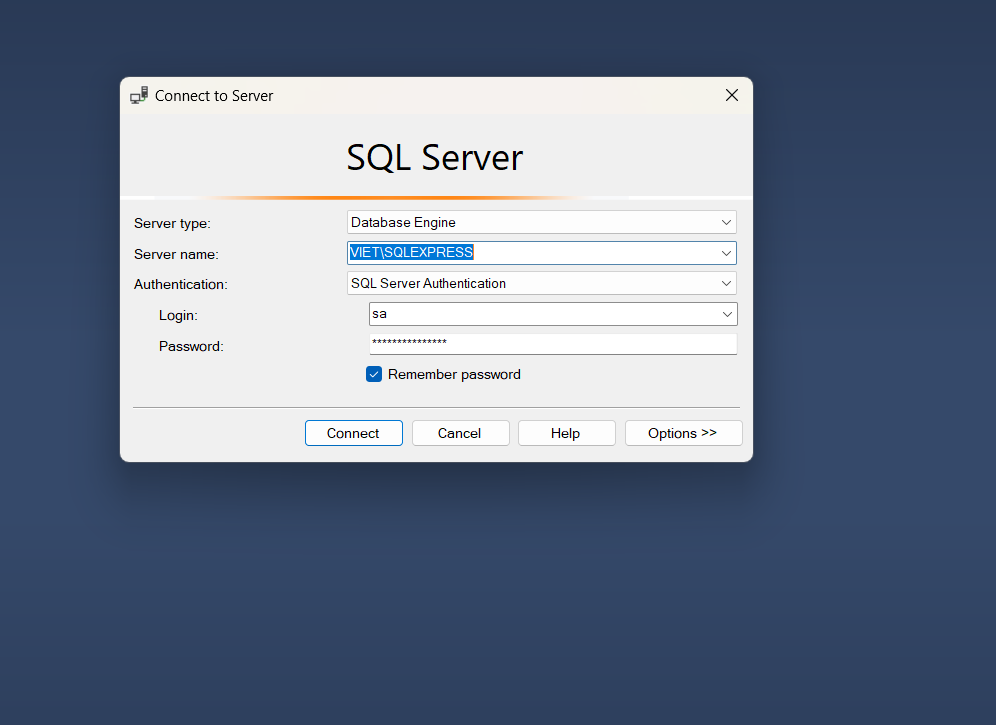 Connect to Server
SQL Server
Server type: Database Engine
Server name: VIET\SQLEXPRESS
Authentication: SQL Server Authentication
Login: sa
Password: ***************
Remember password
Connect Cancel Help Options >>